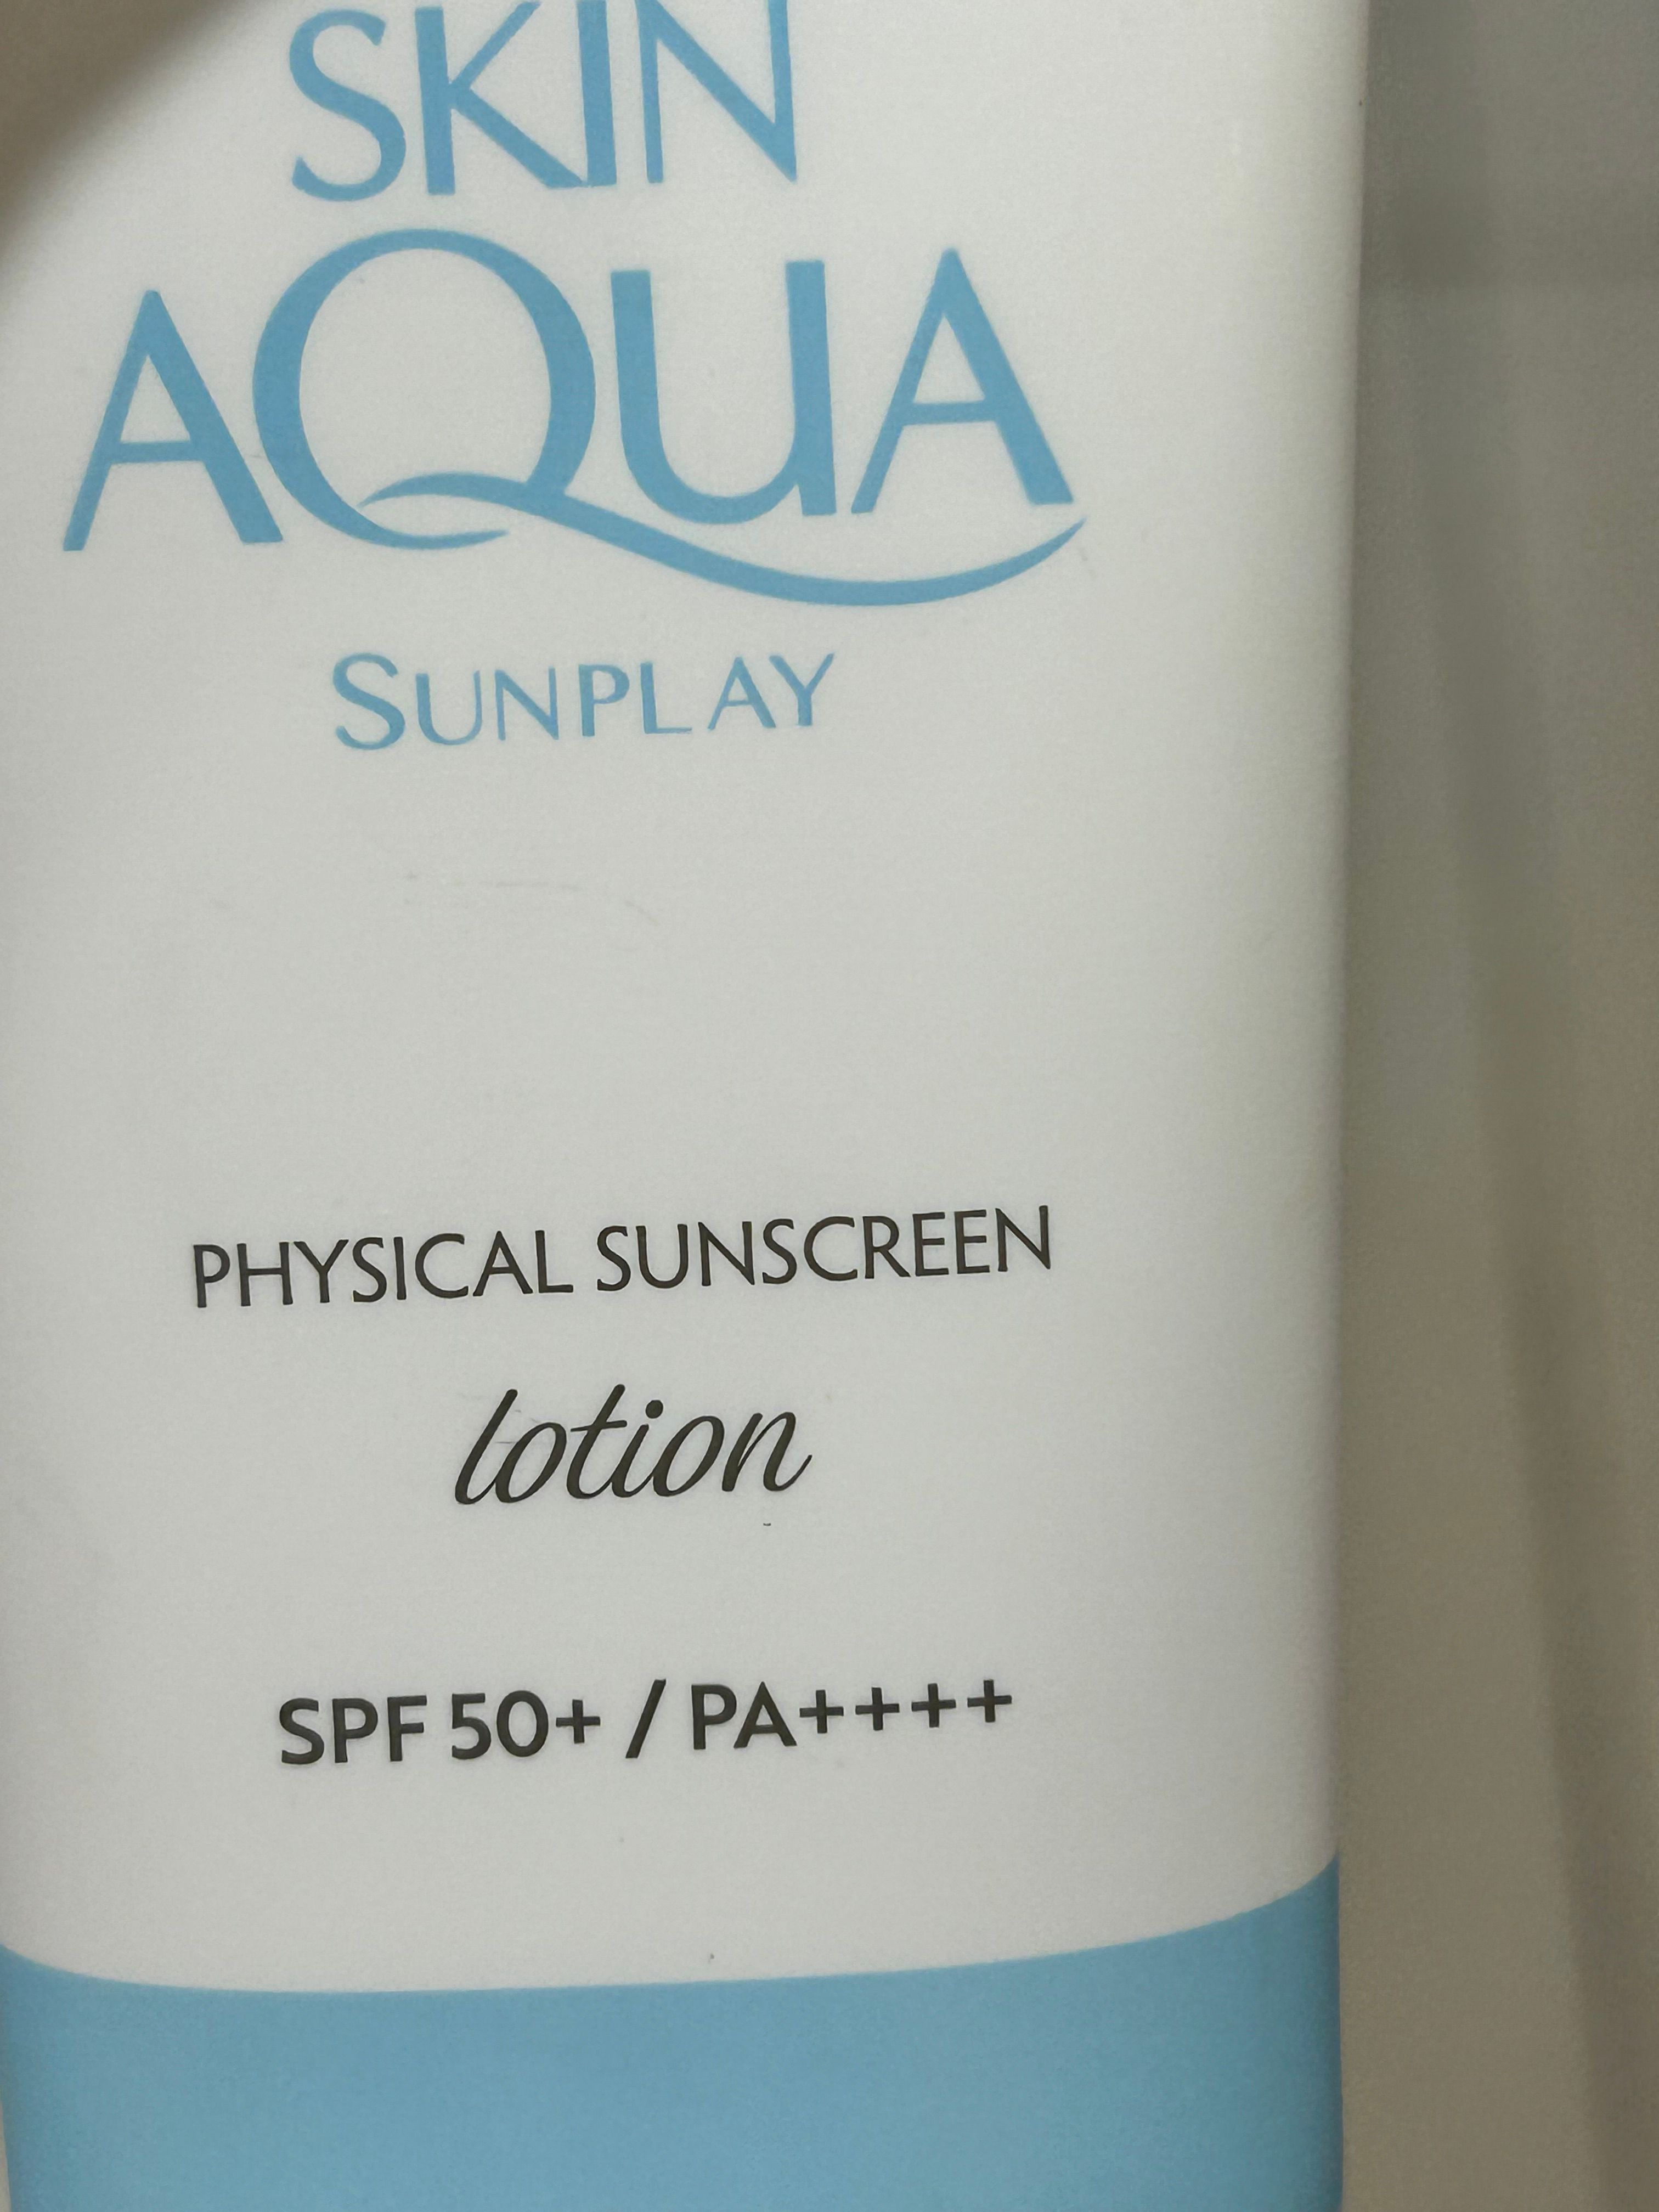 SKIN
AQUA
SUNPLAY
PHYSICAL SUNSCREEN
lotion
SPF 50+ / PA++++